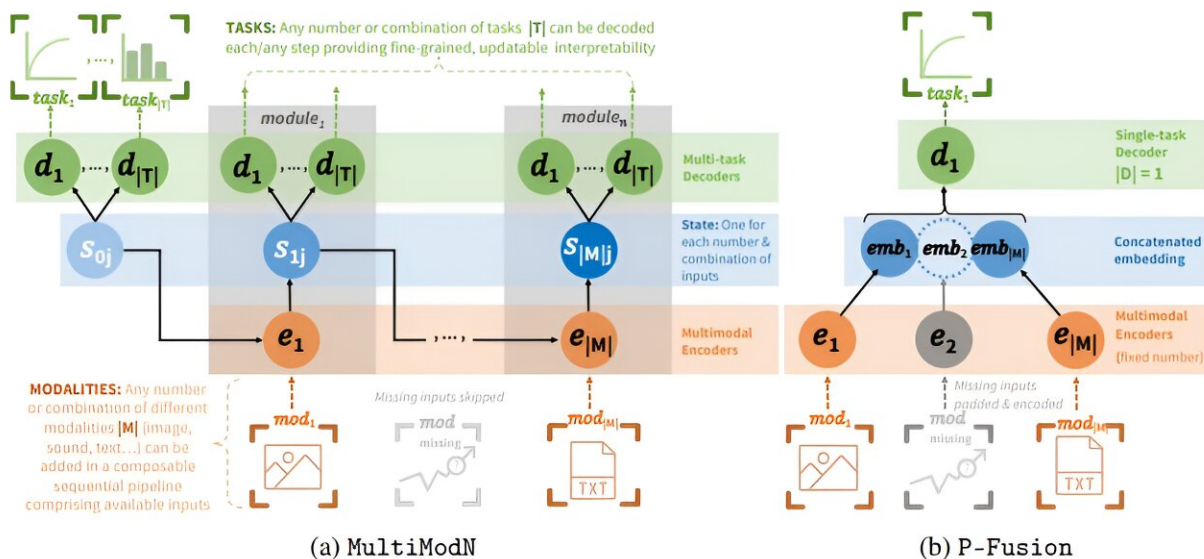 TASKS: Any number or combination of tasks |T| can be decoded
each/any step providing fine-grained, updatable interpretability
task₁
,...,
task|T|
module₁
moduleₙ
d₁ ,..., d|T|
d₁ ,..., d|T|
d₁ ,..., d|T|
Multi-task
Decoders
S₀ⱼ
S₁ⱼ
S|M|j
State: One for
each number &
combination of
inputs
e₁
,...,
e|M|
Multimodal
Encoders
MODALITIES: Any number
or combination of different
modalities |M| (image,
sound, text...) can be
added in a composable
sequential pipeline
comprising available inputs
mod₁
Missing inputs skipped
mod
missing
?
mod|M|
TXT
(a) MultiModN
task₁
d₁
Single-task
Decoder
|D| = 1
emb₁
emb₂
emb|M|
Concatenated
embedding
e₁
e₂
e|M|
Multimodal
Encoders
(fixed number)
mod₁
Missing inputs
padded & encoded
mod
missing
?
mod|M|
TXT
(b) P-Fusion